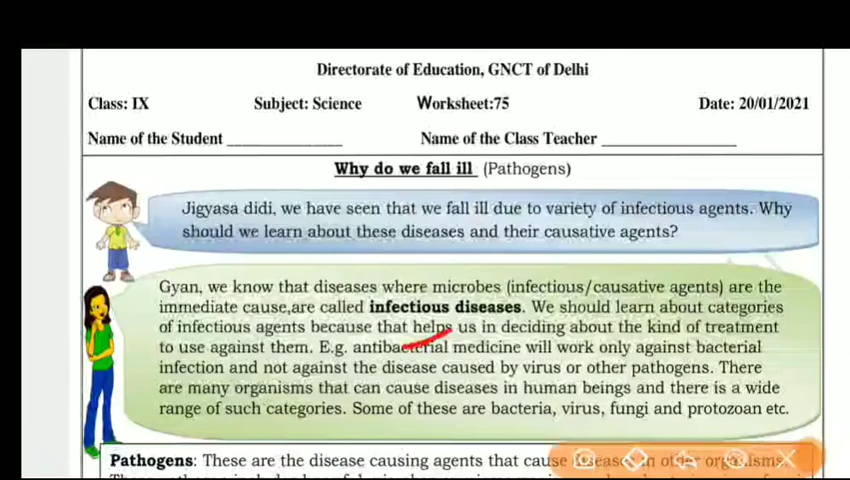 Directorate of Education, GNCT of Delhi
Class: IX Subject: Science Worksheet:75 Date: 20/01/2021
Name of the Student ______________ Name of the Class Teacher ________________
Why do we fall ill (Pathogens)
Jigyasa didi, we have seen that we fall ill due to variety of infectious agents. Why
should we learn about these diseases and their causative agents?
Gyan, we know that diseases where microbes (infectious/causative agents) are the
immediate cause,are called infectious diseases. We should learn about categories
of infectious agents because that helps us in deciding about the kind of treatment
to use against them. E.g. antibacterial medicine will work only against bacterial
infection and not against the disease caused by virus or other pathogens. There
are many organisms that can cause diseases in human beings and there is a wide
range of such categories. Some of these are bacteria, virus, fungi and protozoan etc.
Pathogens: These are the disease causing agents that cause diseases in other organisms.